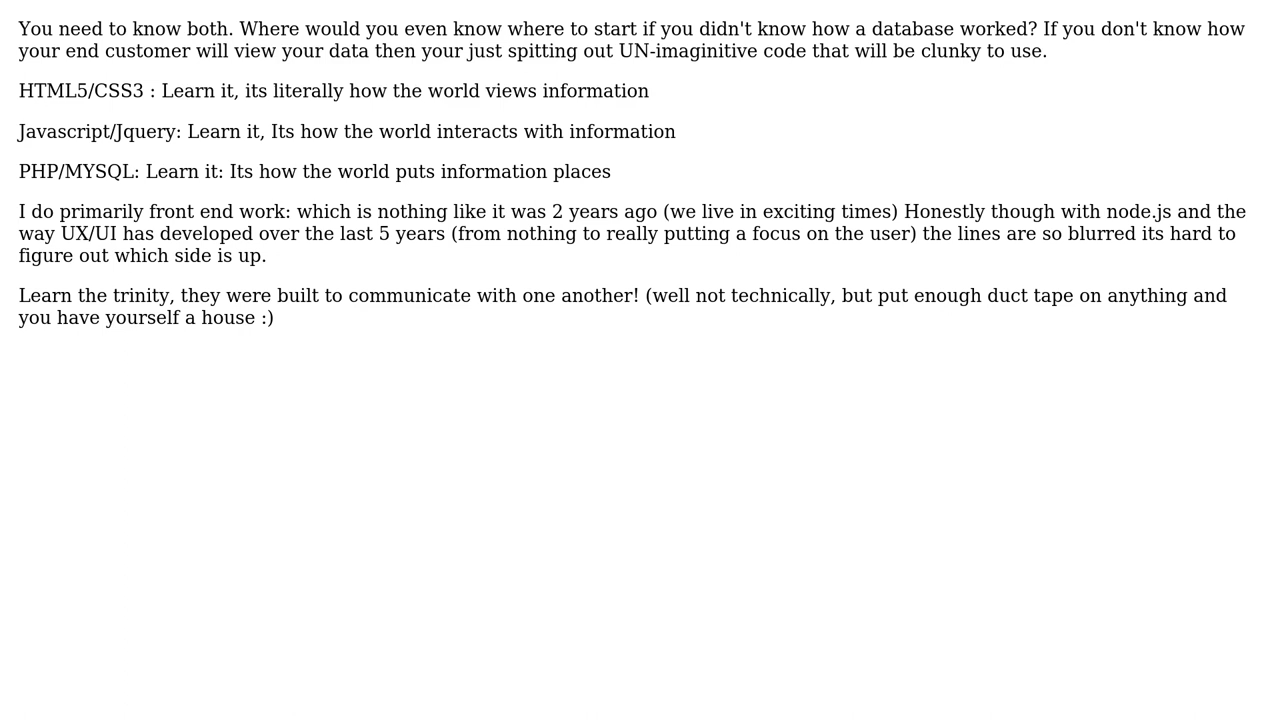 You need to know both. Where would you even know where to start if you didn't know how a database worked? If you don't know how
your end customer will view your data then your just spitting out UN-imaginitive code that will be clunky to use.
HTML5/CSS3 : Learn it, its literally how the world views information
Javascript/Jquery: Learn it, Its how the world interacts with information
PHP/MYSQL: Learn it: Its how the world puts information places
I do primarily front end work: which is nothing like it was 2 years ago (we live in exciting times) Honestly though with node.js and the
way UX/UI has developed over the last 5 years (from nothing to really putting a focus on the user) the lines are so blurred its hard to
figure out which side is up.
Learn the trinity, they were built to communicate with one another! (well not technically, but put enough duct tape on anything and
you have yourself a house :)